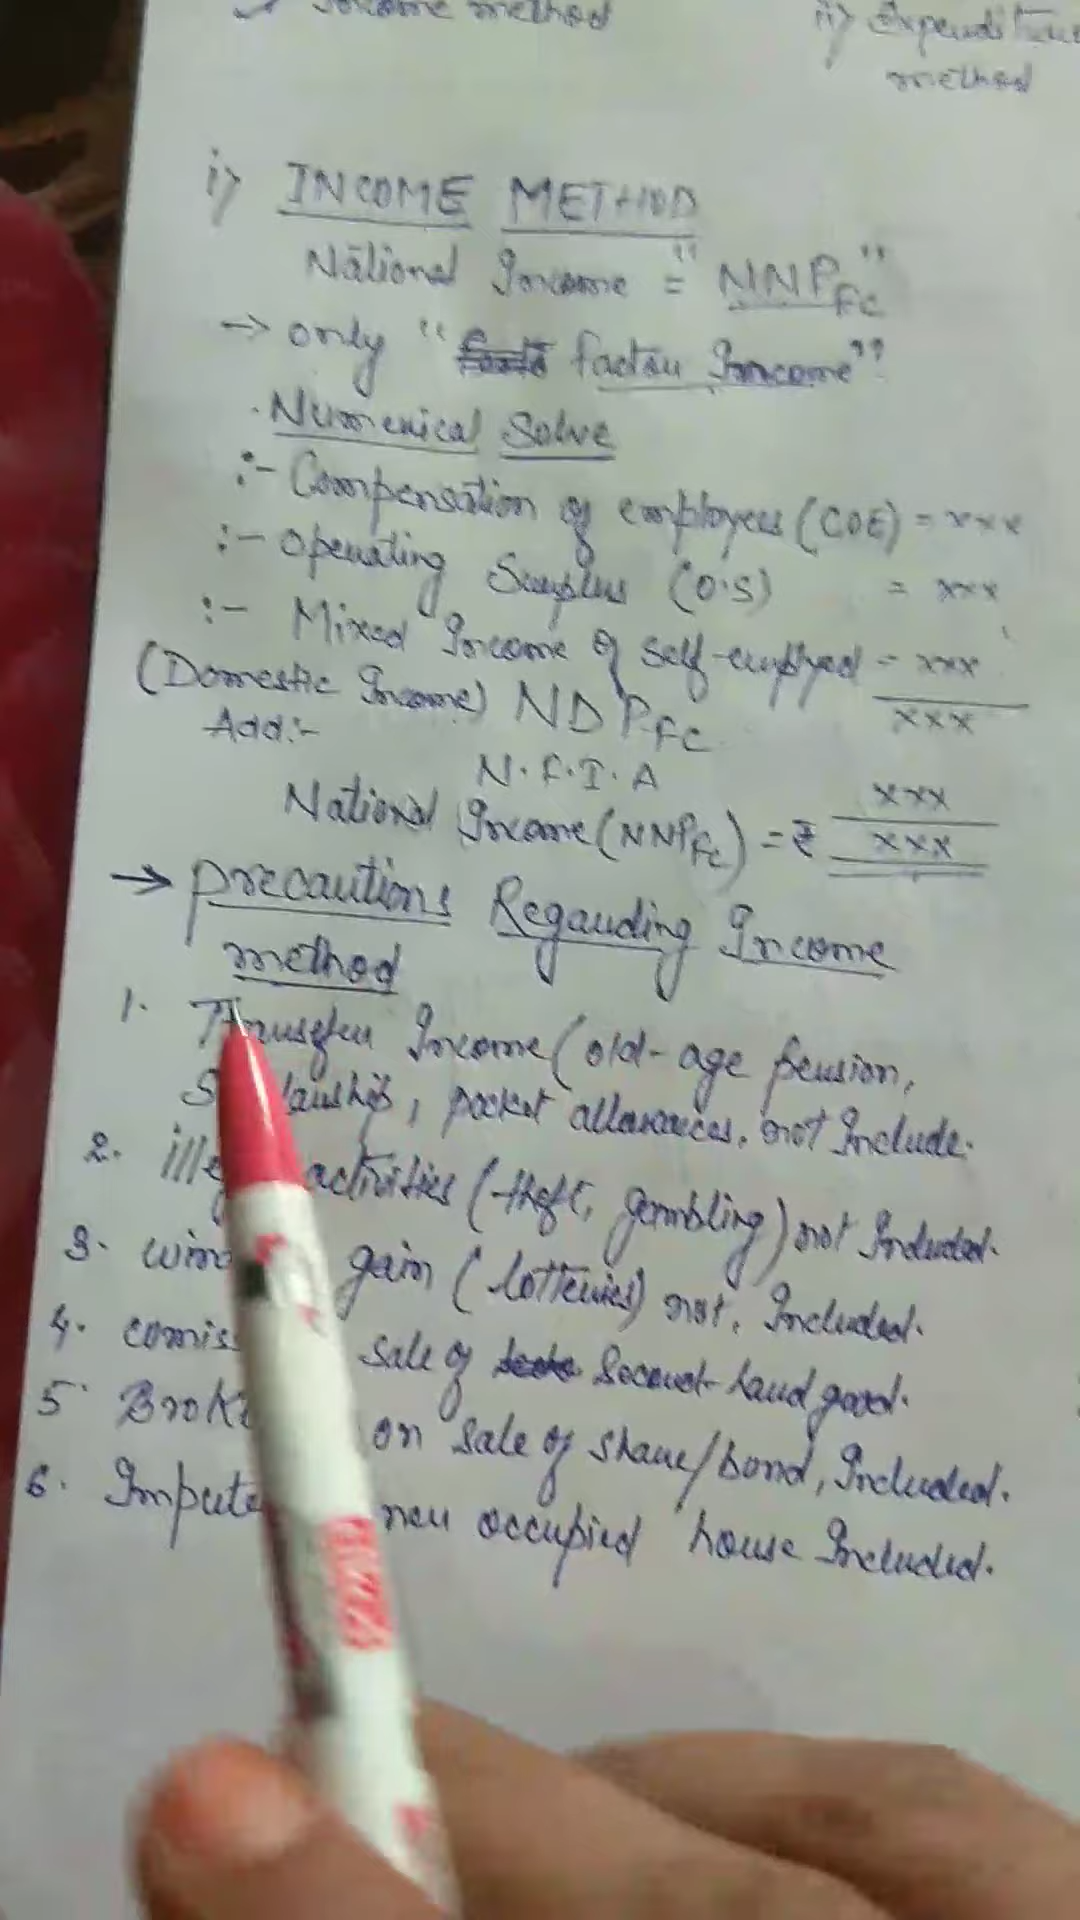 Income method
ii) Expenditure
method
i) INCOME METHOD
National Income = "NNPFC"
→ only " factor Income"
Numerical Solve
:- Compensation of employees (COE) = xxx
:- Operating Surplus (O.S) = xxx
:- Mixed Income of self-employed = xxx
(Domestic Income) NDPFC xxx
Add:-
N.F.I.A xxx
National Income (NNPFC) = ₹ xxx
→ Precautions Regarding Income
method
1. Transfer Income (old-age pension,
pocket allowances, not Include.
2. activities (theft, gambling) not Included.
3. gain (lotteries) not, Included.
4. sale of Second hand good.
5. on sale of share/bond, Included.
6. occupied house Included.